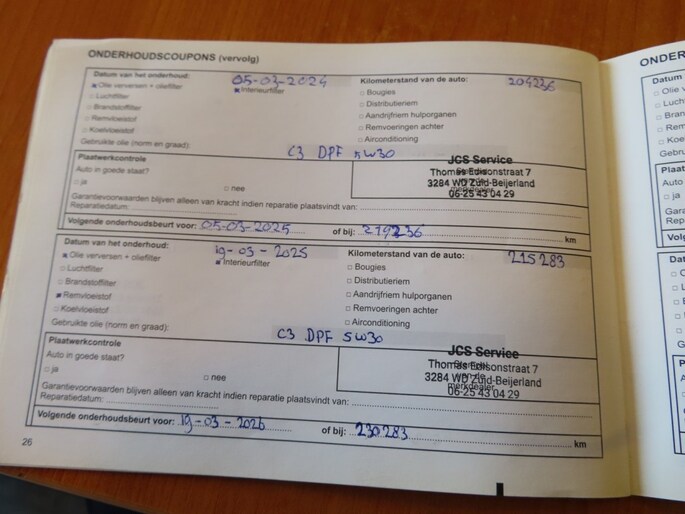 ONDERHOUDSCOUPONS (vervolg)
Datum van het onderhoud: 05-03-2024 Kilometerstand van de auto: 204236
Olie verversen + oliefilter Interieurfilter Bougies
Luchtfilter Distributieriem
Brandstoffilter Aandrijfriem hulporganen
Remvloeistof Remvoeringen achter
Koelvloeistof Airconditioning
Gebruikte olie (norm en graad): C3 DPF 5W30
Plaatwerkcontrole JCS Service
Auto in goede staat? Thomas Edisonstraat 7
ja nee 3284 WD Zuid-Beijerland
06-25 43 04 29
Garantievoorwaarden blijven alleen van kracht indien reparatie plaatsvindt van:
Reparatiedatum:
Volgende onderhoudsbeurt voor: 05-03-2025 of bij: 219236 km
Datum van het onderhoud: 19-03-2025 Kilometerstand van de auto: 215283
Olie verversen + oliefilter Interieurfilter Bougies
Luchtfilter Distributieriem
Brandstoffilter Aandrijfriem hulporganen
Remvloeistof Remvoeringen achter
Koelvloeistof Airconditioning
Gebruikte olie (norm en graad): C3 DPF 5W30
Plaatwerkcontrole JCS Service
Auto in goede staat? Thomas Edisonstraat 7
ja nee 3284 WD Zuid-Beijerland
merkdealer
06-25 43 04 29
Garantievoorwaarden blijven alleen van kracht indien reparatie plaatsvindt van:
Reparatiedatum:
Volgende onderhoudsbeurt voor: 19-03-2026 of bij: 230283 km
26